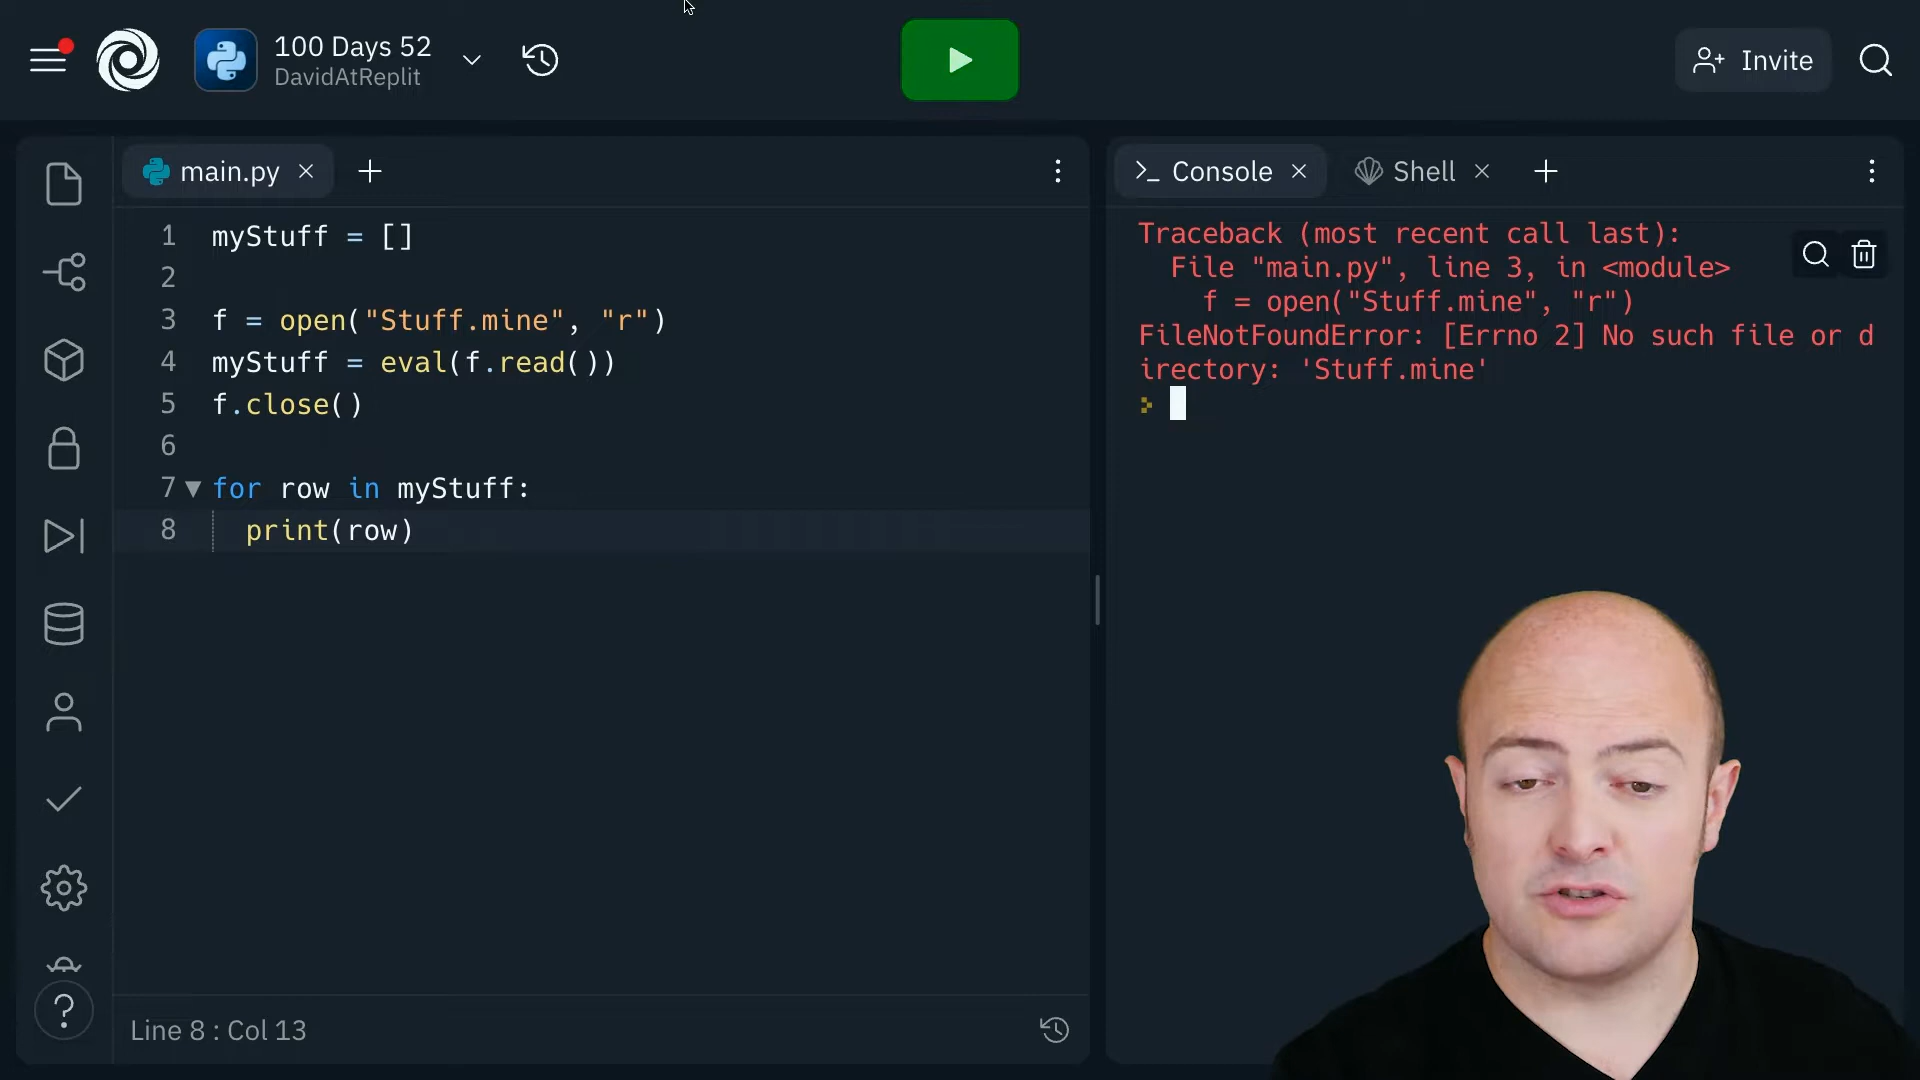 100 Days 52
DavidAtReplit
Invite
main.py
1 myStuff = []
2
3 f = open("Stuff.mine", "r")
4 myStuff = eval(f.read())
5 f.close()
6
7 for row in myStuff:
8 print(row)
Line 8 : Col 13
Console
Shell
Traceback (most recent call last):
File "main.py", line 3, in <module>
f = open("Stuff.mine", "r")
FileNotFoundError: [Errno 2] No such file or d
irectory: 'Stuff.mine'